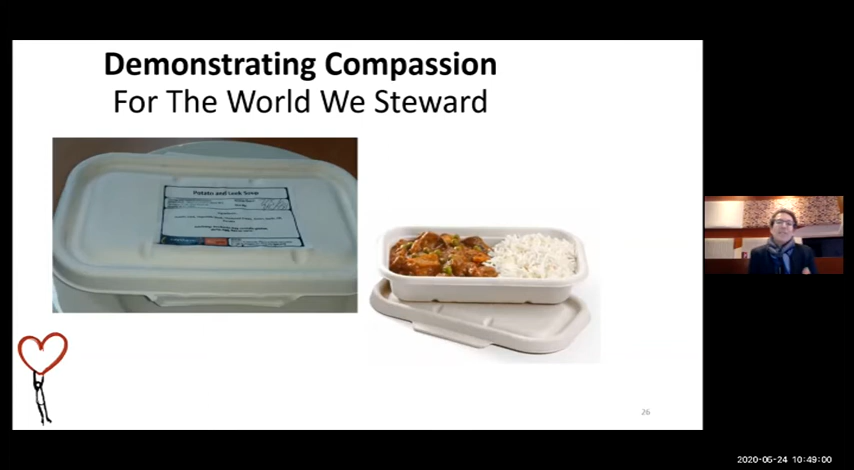 Demonstrating Compassion
For The World We Steward
Potato and Leek Soup
26
2020-06-24 10:49:00